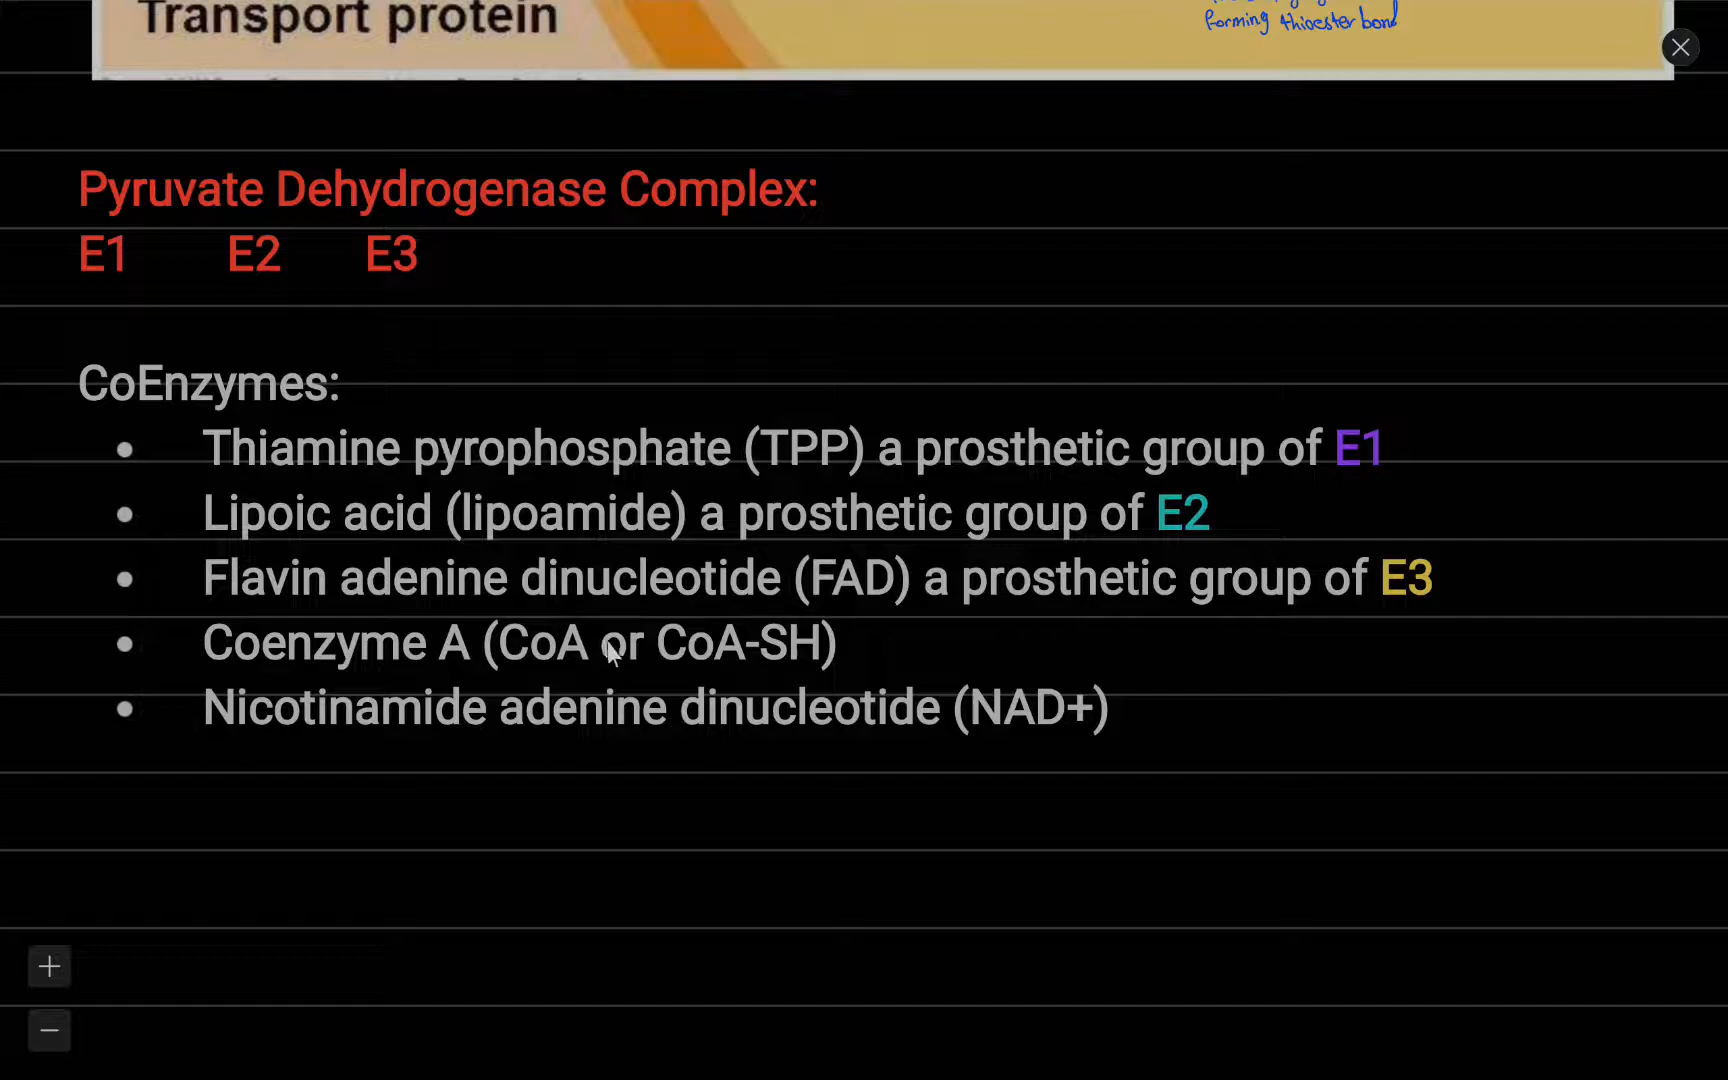 Transport protein
forming thioester bond
Pyruvate Dehydrogenase Complex:
E1 E2 E3
CoEnzymes:
• Thiamine pyrophosphate (TPP) a prosthetic group of E1
• Lipoic acid (lipoamide) a prosthetic group of E2
• Flavin adenine dinucleotide (FAD) a prosthetic group of E3
• Coenzyme A (CoA or CoA-SH)
• Nicotinamide adenine dinucleotide (NAD+)